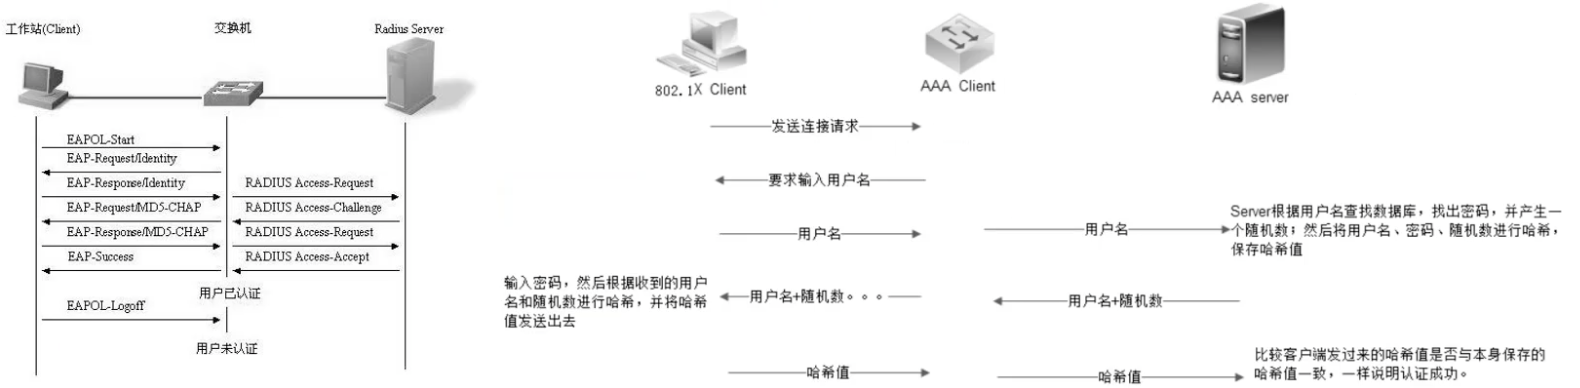 工作站(Client)
交换机
Radius Server
EAPOL-Start
EAP-Request/Identity
EAP-Response/Identity
RADIUS Access-Request
EAP-Request/MD5-CHAP
RADIUS Access-Challenge
EAP-Response/MD5-CHAP
RADIUS Access-Request
EAP-Success
RADIUS Access-Accept
用户已认证
EAPOL-Logoff
用户未认证
802.1X Client
AAA Client
AAA server
发送连接请求
要求输入用户名
用户名
用户名
Server根据用户名查找数据库，找出密码，并产生一
个随机数；然后将用户名、密码、随机数进行哈希，
保存哈希值
输入密码，然后根据收到的用户
名和随机数进行哈希，并将哈希
值发送出去
用户名+随机数。。。
用户名+随机数
哈希值
哈希值
比较客户端发过来的哈希值是否与本身保存的
哈希值一致，一样说明认证成功。